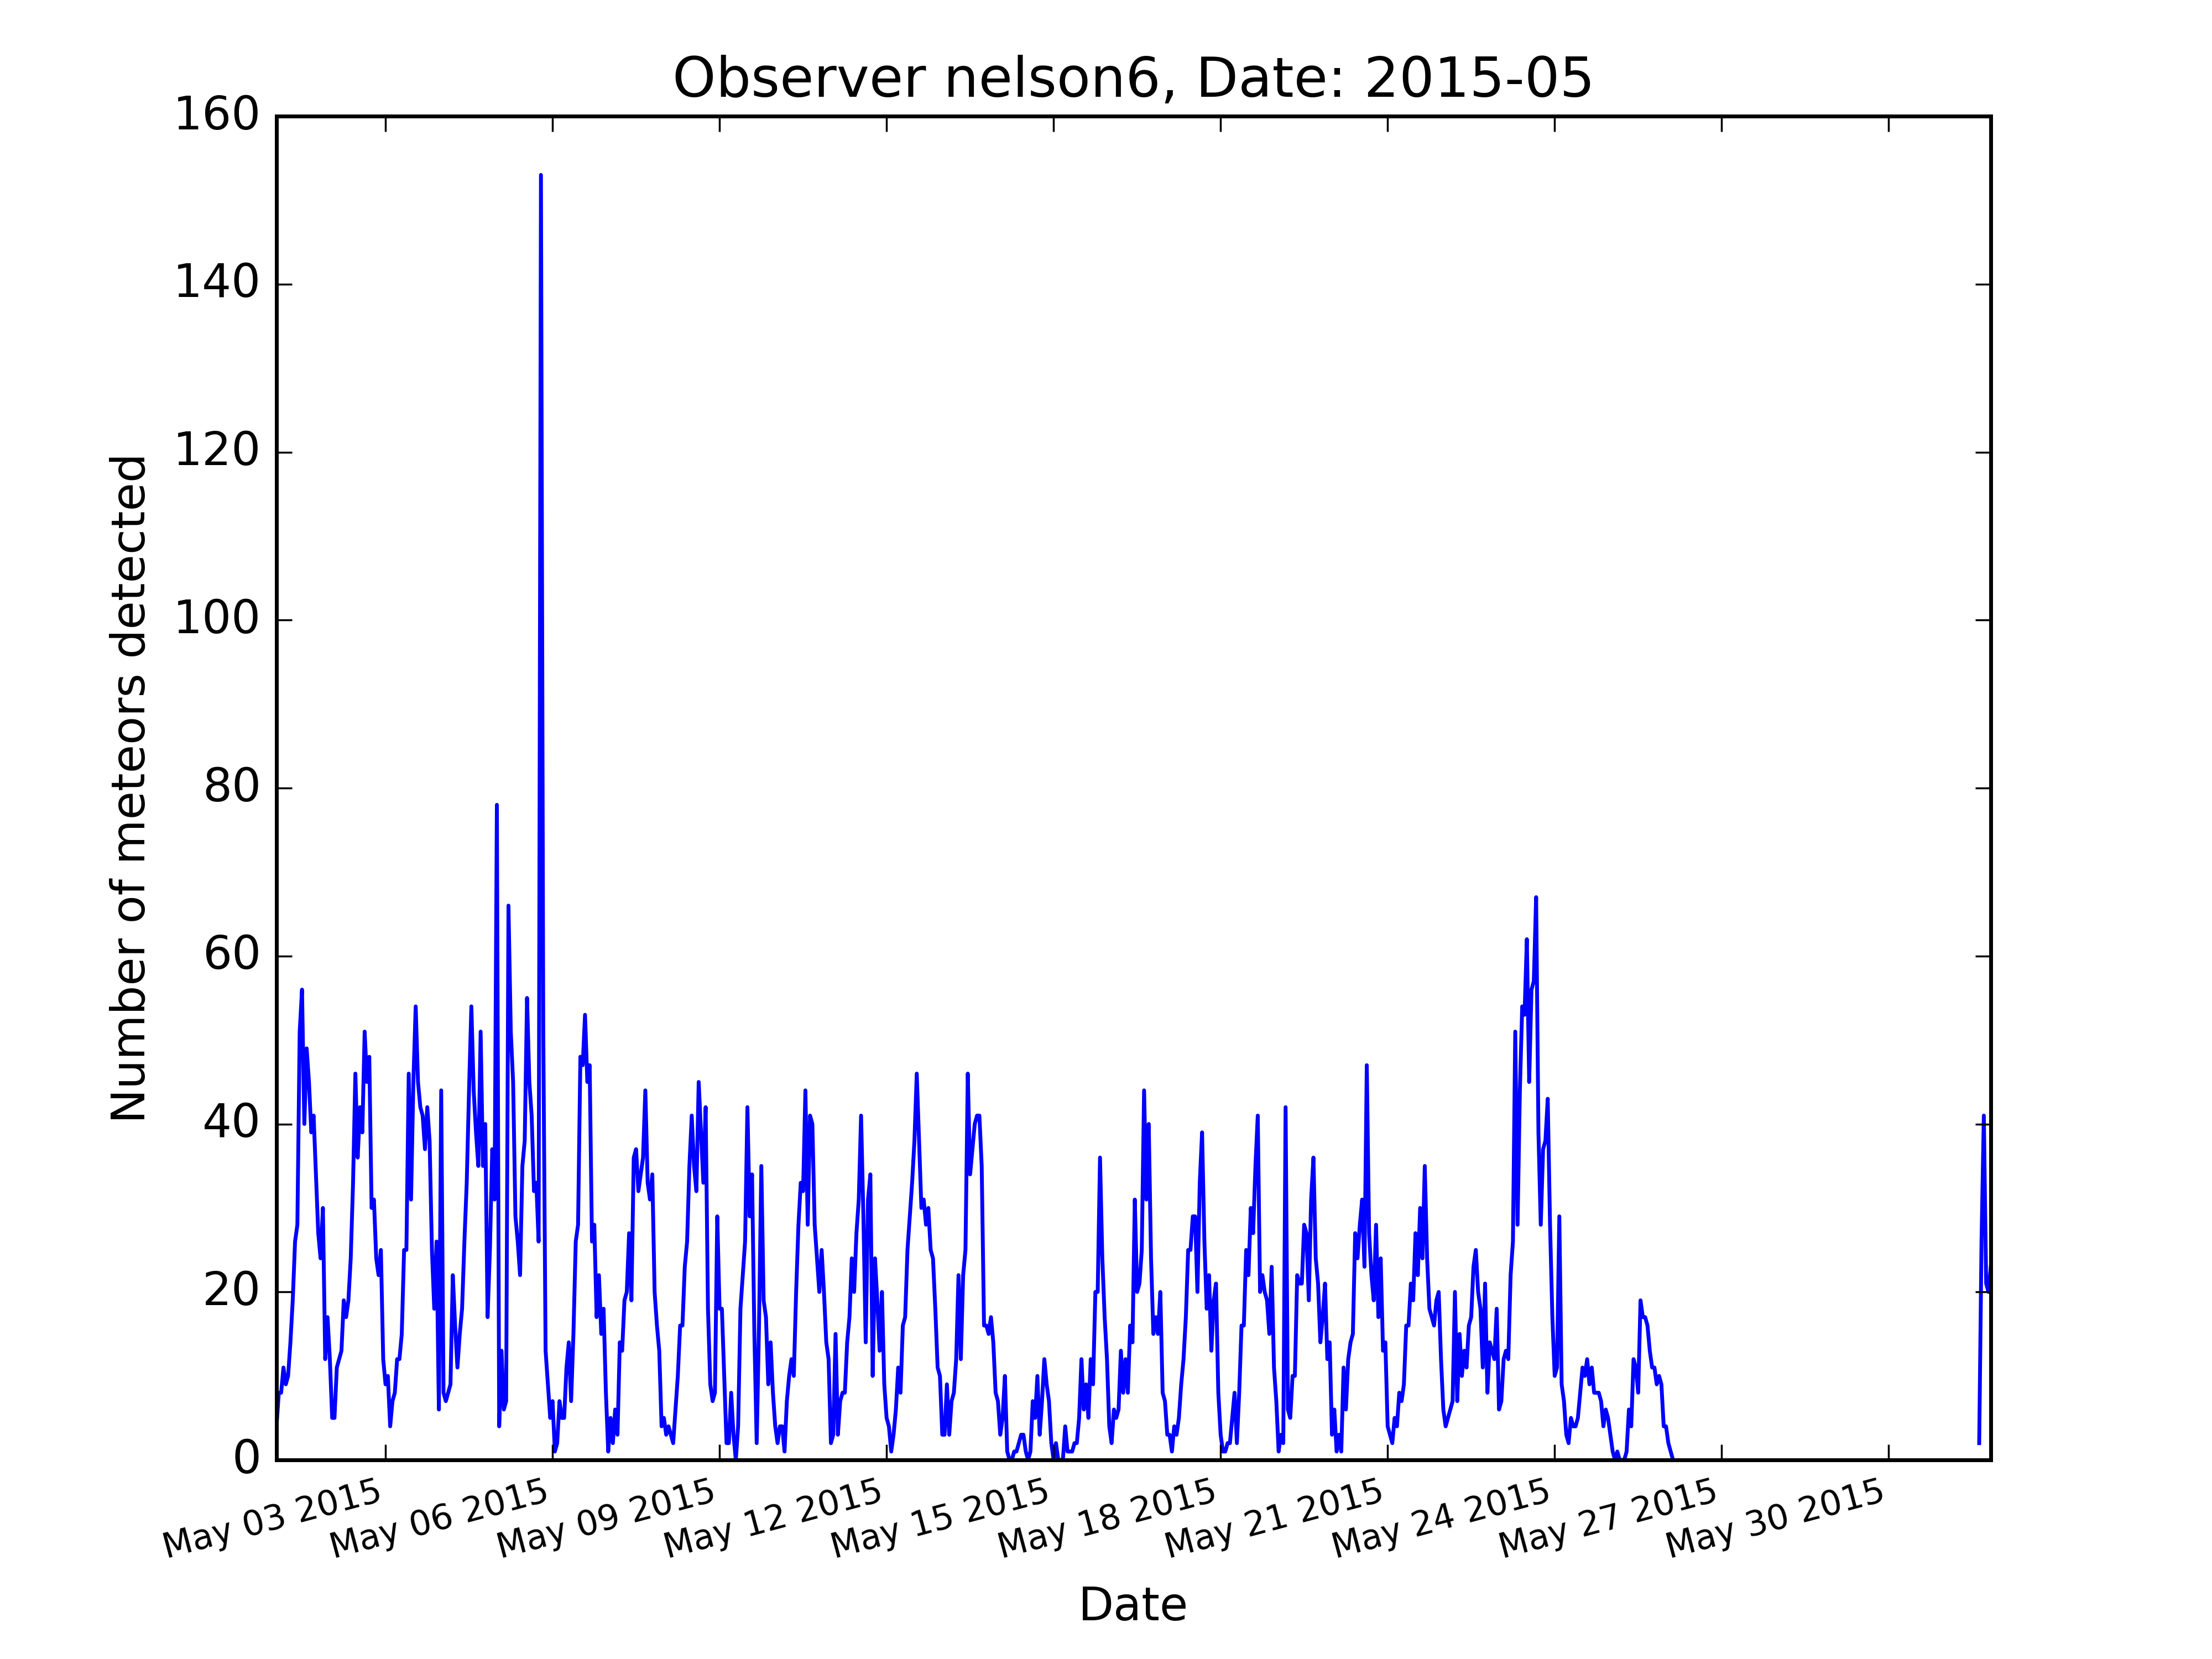 Observer nelson6, Date: 2015-05
Number of meteors detected
160
140
120
100
80
60
40
20
0
May 03 2015
May 06 2015
May 09 2015
May 12 2015
May 15 2015
May 18 2015
May 21 2015
May 24 2015
May 27 2015
May 30 2015
Date